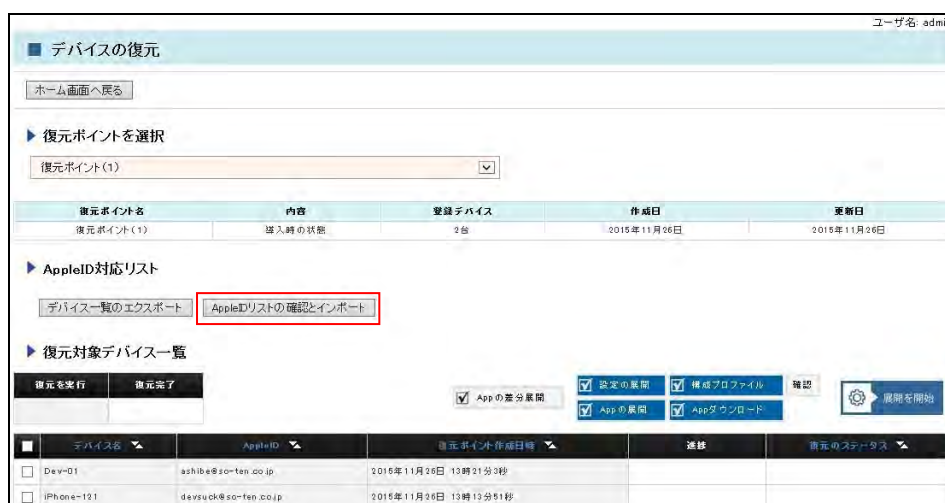 ユーザ名: admi
デバイスの復元
ホーム画面へ戻る
復元ポイントを選択
復元ポイント(1)
復元ポイント名 内容 登録デバイス 作成日 更新日
復元ポイント(1) 導入時の状態 2台 2015年11月26日 2015年11月26日
AppleID対応リスト
デバイス一覧のエクスポート AppleIDリストの確認とインポート
復元対象デバイス一覧
復元を実行 復元完了
Appの差分展開 設定の展開 構成プロファイル 確認 展開を開始
Appの展開 Appダウンロード
デバイス名 AppleID 復元ポイント作成日時 進捗 復元のステータス
Dev-01 ashibe@so-ten.co.jp 2015年11月26日 13時21分3秒
iPhone-121 devsuck@so-ten.co.jp 2015年11月26日 13時13分51秒